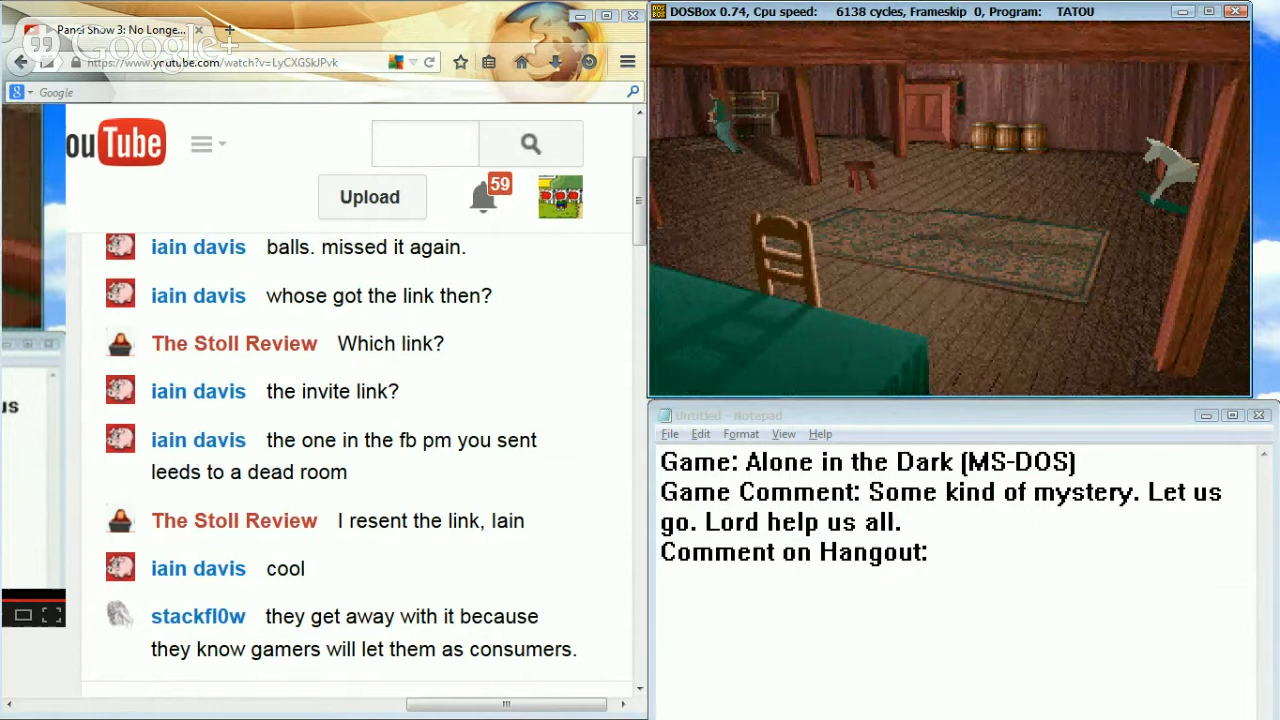 Panel Show 3: No Longe...
Google+
https://www.youtube.com/watch?v=LyCXGSkJPvk
Google
ouTube
Upload
59
iain davis balls. missed it again.
iain davis whose got the link then?
The Stoll Review Which link?
iain davis the invite link?
iain davis the one in the fb pm you sent
leeds to a dead room
The Stoll Review I resent the link, Iain
iain davis cool
stackfl0w they get away with it because
they know gamers will let them as consumers.
us
DOSBox 0.74, Cpu speed: 6138 cycles, Frameskip 0, Program: TATOU
Untitled - Notepad
File Edit Format View Help
Game: Alone in the Dark (MS-DOS)
Game Comment: Some kind of mystery. Let us
go. Lord help us all.
Comment on Hangout: